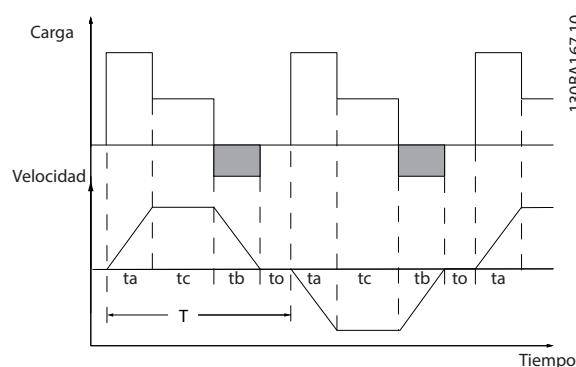 Carga
130BA167.10
Velocidad
ta tc tb to ta tc tb to ta
T
Tiempo